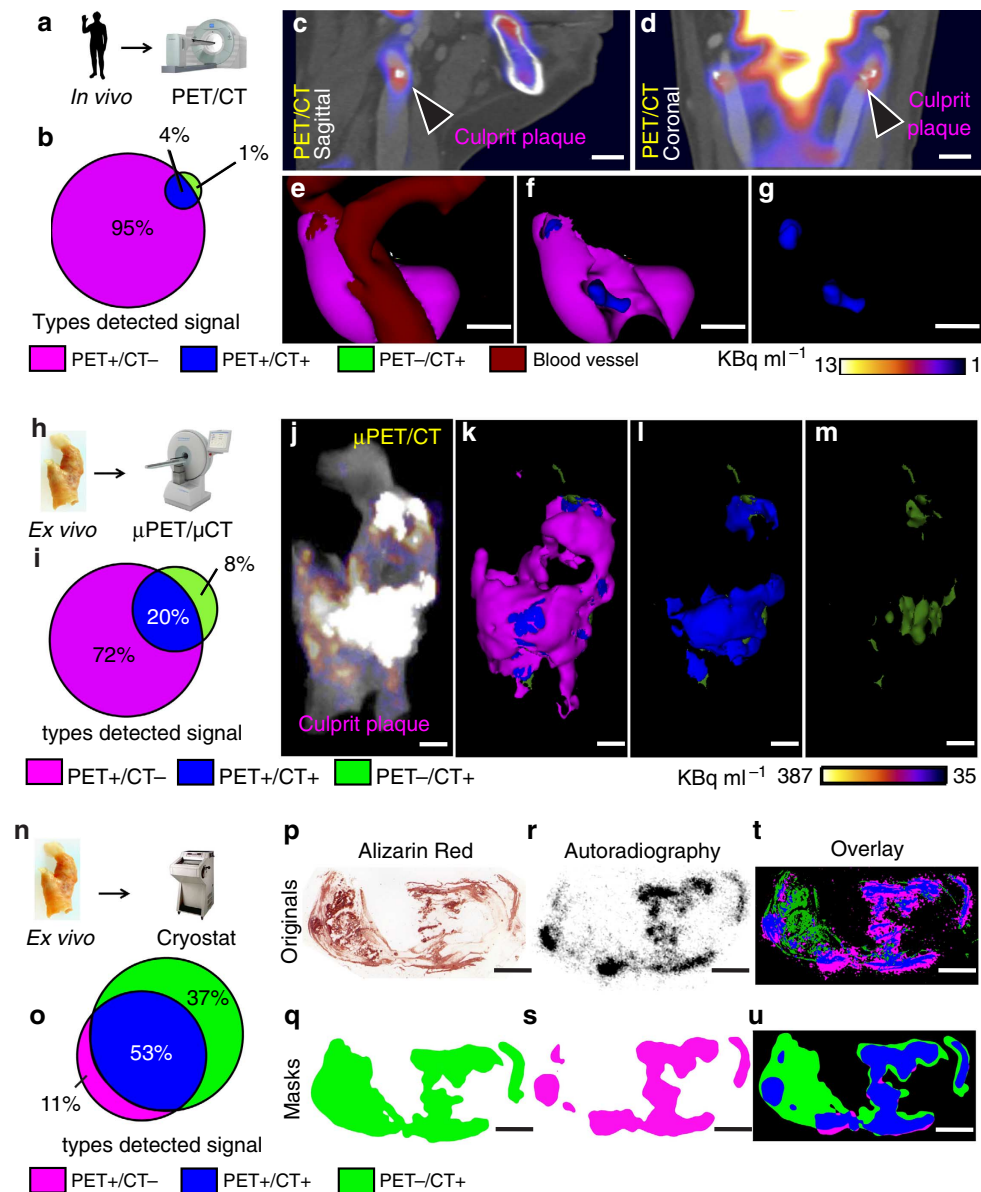 a
In vivo
PET/CT
b
4%
1%
95%
Types detected signal
c
PET/CT
Sagittal
Culprit plaque
d
PET/CT
Coronal
Culprit
plaque
e
f
g
PET+/CT–
PET+/CT+
PET–/CT+
Blood vessel
KBq ml⁻¹
13
1
h
Ex vivo
μPET/μCT
i
8%
20%
72%
types detected signal
j
μPET/CT
Culprit plaque
k
l
m
PET+/CT–
PET+/CT+
PET–/CT+
KBq ml⁻¹
387
35
n
Ex vivo
Cryostat
o
37%
53%
11%
types detected signal
p
Alizarin Red
r
Autoradiography
t
Overlay
Originals
q
s
u
Masks
PET+/CT–
PET+/CT+
PET–/CT+